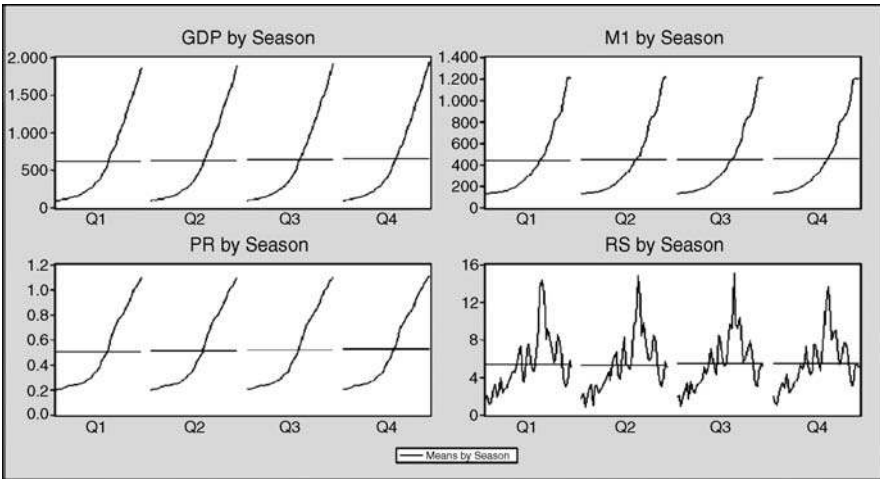 GDP by Season
2.000
1.500
1.000
500
0
Q1 Q2 Q3 Q4
M1 by Season
1.400
1.200
1.000
800
600
400
200
0
Q1 Q2 Q3 Q4
PR by Season
1.2
1.0
0.8
0.6
0.4
0.2
0.0
Q1 Q2 Q3 Q4
RS by Season
16
12
8
4
0
Q1 Q2 Q3 Q4
Means by Season